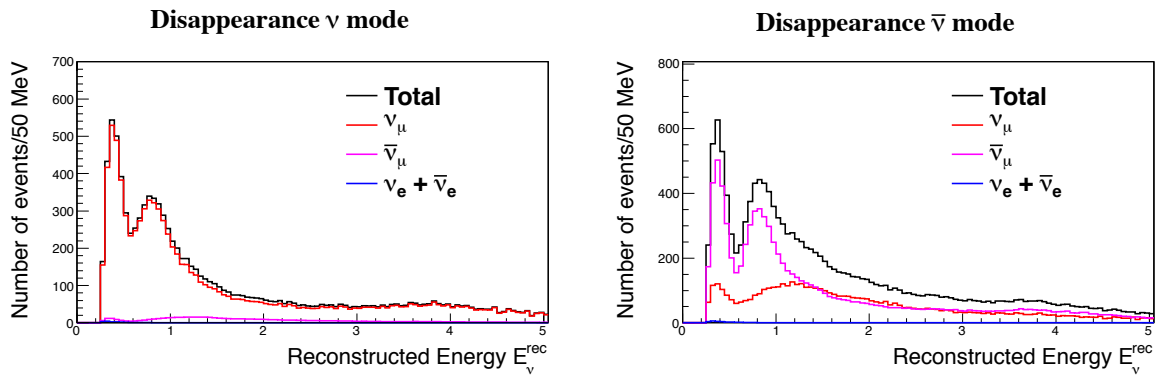 Disappearance ν mode
Number of events/50 MeV
700
600
500
400
300
200
100
0
0
1
2
3
4
5
Total
νμ
ν̅μ
νe + ν̅e
Reconstructed Energy Eνrec
Disappearance ν̅ mode
Number of events/50 MeV
800
600
400
200
0
0
1
2
3
4
5
Total
νμ
ν̅μ
νe + ν̅e
Reconstructed Energy Eνrec